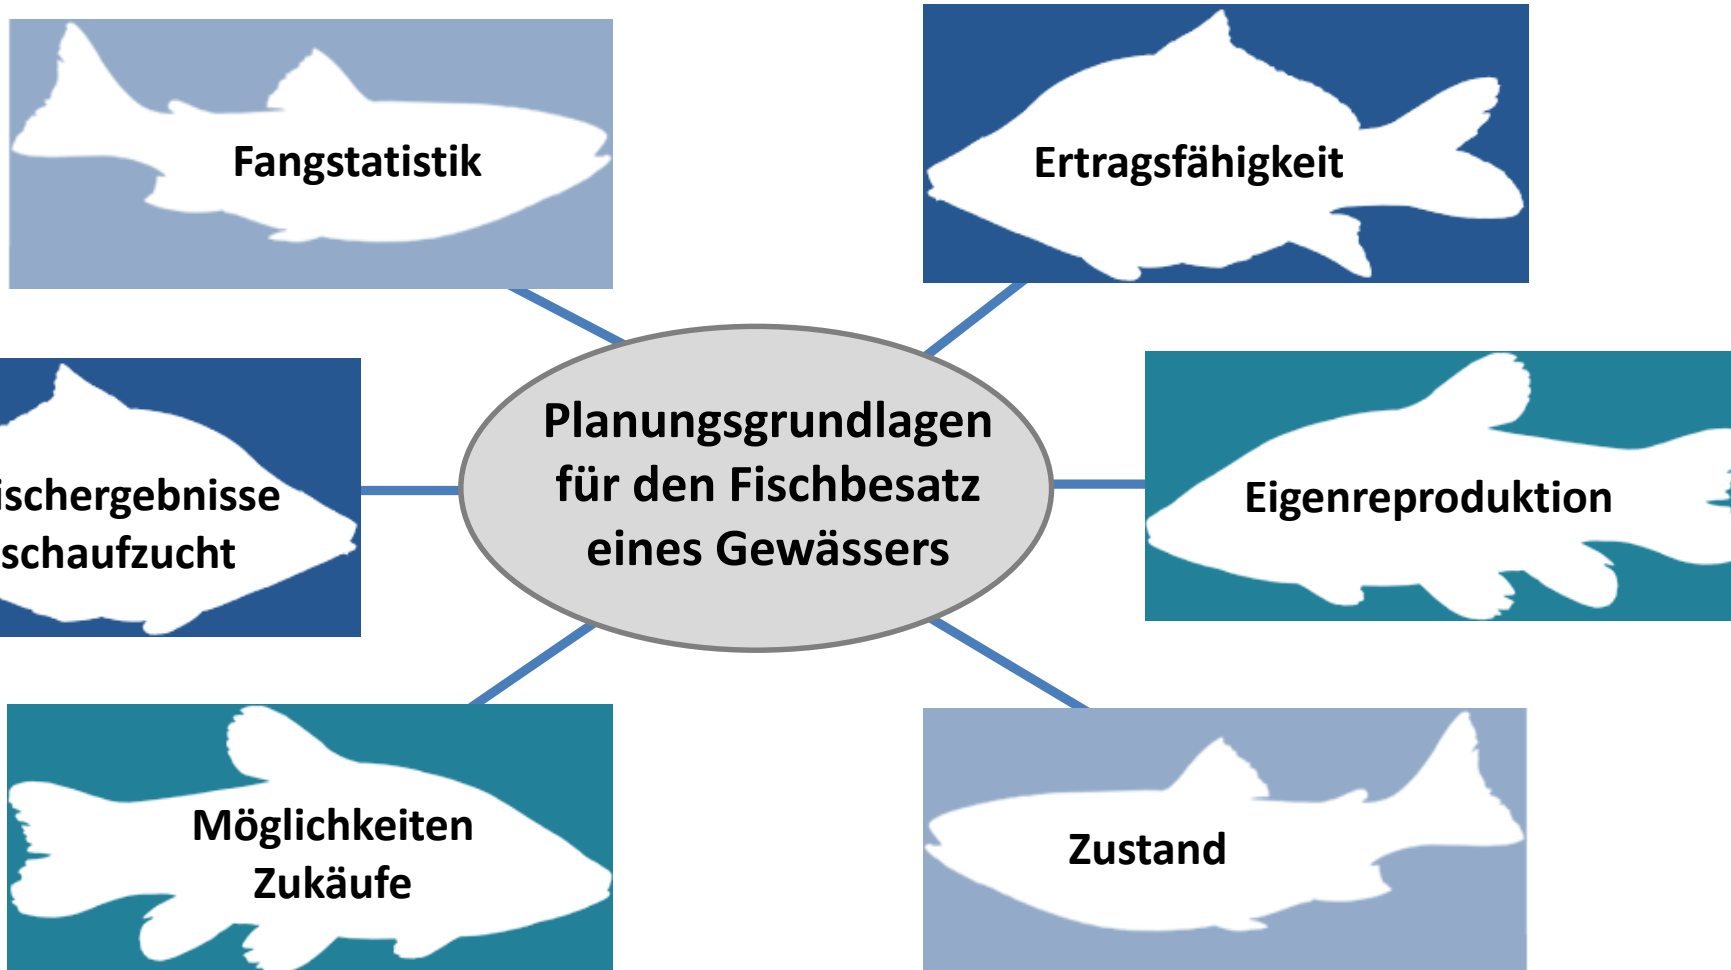 Fangstatistik
Ertragsfähigkeit
Planungsgrundlagen
für den Fischbesatz
eines Gewässers
ischergebnisse
schaufzucht
Eigenreproduktion
Möglichkeiten
Zukäufe
Zustand